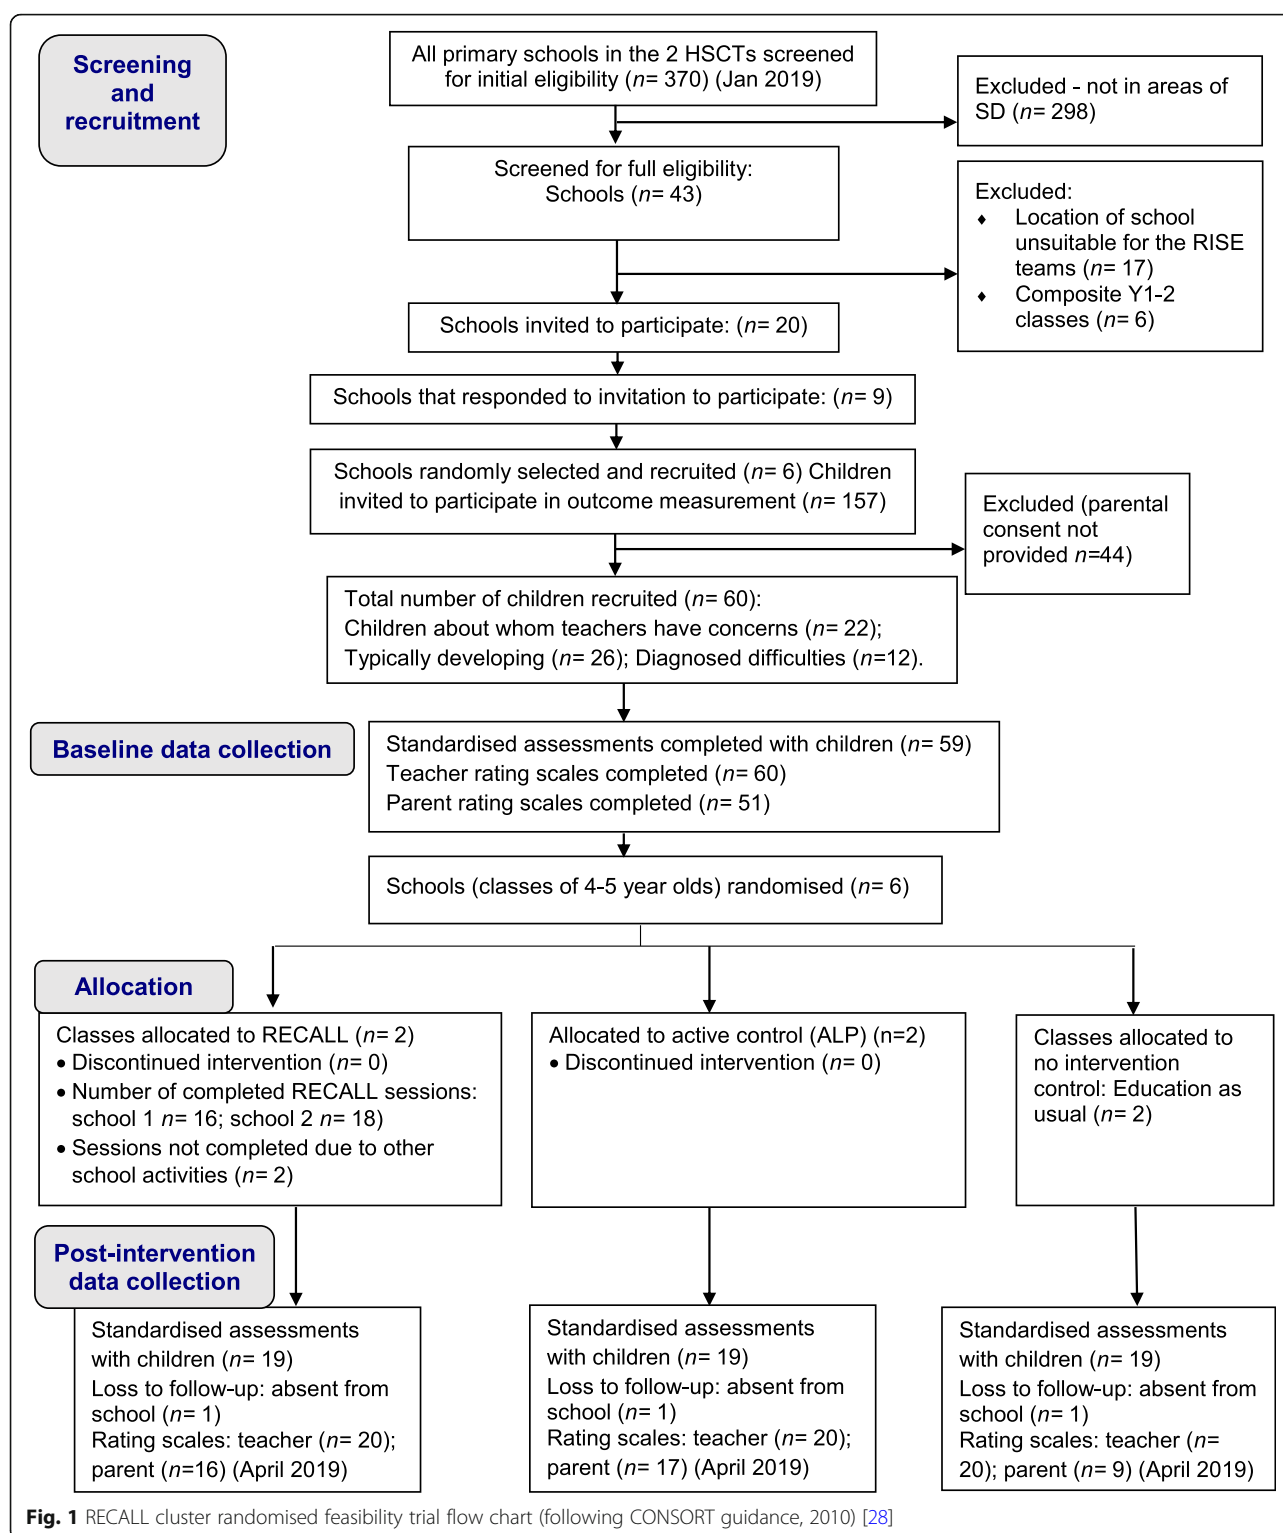 Screening
and
recruitment
All primary schools in the 2 HSCTs screened
for initial eligibility (n= 370) (Jan 2019)
Excluded - not in areas of
SD (n= 298)
Screened for full eligibility:
Schools (n= 43)
Excluded:
♦ Location of school
unsuitable for the RISE
teams (n= 17)
♦ Composite Y1-2
classes (n= 6)
Schools invited to participate: (n= 20)
Schools that responded to invitation to participate: (n= 9)
Schools randomly selected and recruited (n= 6) Children
invited to participate in outcome measurement (n= 157)
Excluded (parental
consent not
provided n=44)
Total number of children recruited (n= 60):
Children about whom teachers have concerns (n= 22);
Typically developing (n= 26); Diagnosed difficulties (n=12).
Baseline data collection
Standardised assessments completed with children (n= 59)
Teacher rating scales completed (n= 60)
Parent rating scales completed (n= 51)
Schools (classes of 4-5 year olds) randomised (n= 6)
Allocation
Classes allocated to RECALL (n= 2)
• Discontinued intervention (n= 0)
• Number of completed RECALL sessions:
school 1 n= 16; school 2 n= 18)
• Sessions not completed due to other
school activities (n= 2)
Allocated to active control (ALP) (n=2)
• Discontinued intervention (n= 0)
Classes allocated to
no intervention
control: Education as
usual (n= 2)
Post-intervention
data collection
Standardised assessments
with children (n= 19)
Loss to follow-up: absent from
school (n= 1)
Rating scales: teacher (n= 20);
parent (n=16) (April 2019)
Standardised assessments
with children (n= 19)
Loss to follow-up: absent from
school (n= 1)
Rating scales: teacher (n= 20);
parent (n= 17) (April 2019)
Standardised assessments
with children (n= 19)
Loss to follow-up: absent from
school (n= 1)
Rating scales: teacher (n=
20); parent (n= 9) (April 2019)
Fig. 1 RECALL cluster randomised feasibility trial flow chart (following CONSORT guidance, 2010) [28]